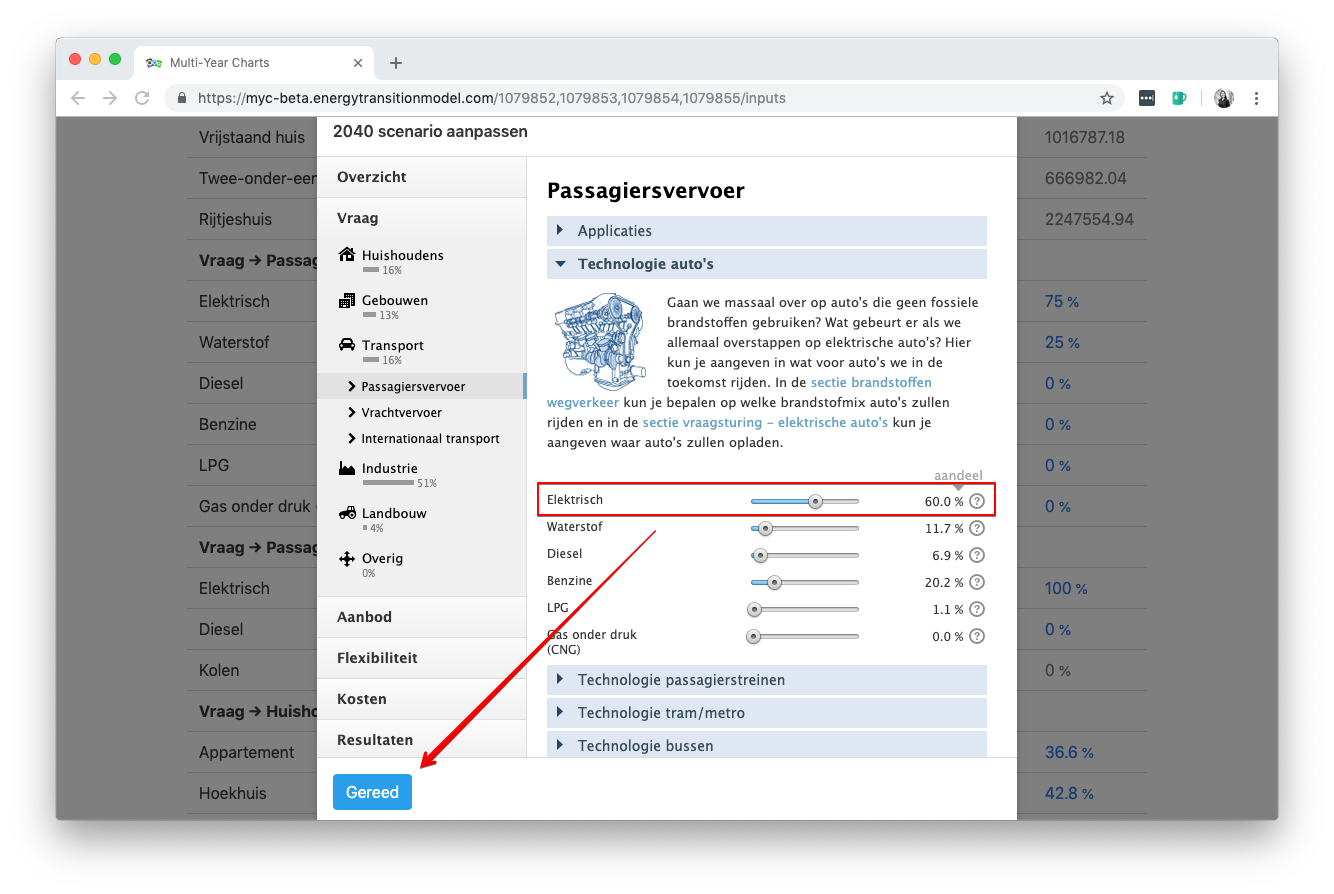 Multi-Year Charts
https://myc-beta.energytransitionmodel.com/1079852,1079853,1079854,1079855/inputs
Vrijstaand huis
1016787.18
Twee-onder-een
666982.04
Rijtjeshuis
2247554.94
Vraag → Passag
Elektrisch
75 %
Waterstof
25 %
Diesel
0 %
Benzine
0 %
LPG
0 %
Gas onder druk
0 %
Vraag → Passag
Elektrisch
100 %
Diesel
0 %
Kolen
0 %
Vraag → Huisho
Appartement
36.6 %
Hoekhuis
42.8 %
2040 scenario aanpassen
Overzicht
Vraag
Huishoudens
16%
Gebouwen
13%
Transport
16%
Passagiersvervoer
Vrachtvervoer
Internationaal transport
Industrie
51%
Landbouw
4%
Overig
0%
Aanbod
Flexibiliteit
Kosten
Resultaten
Passagiersvervoer
Applicaties
Technologie auto's
Gaan we massaal over op auto's die geen fossiele
brandstoffen gebruiken? Wat gebeurt er als we
allemaal overstappen op elektrische auto's? Hier
kun je aangeven in wat voor auto's we in de
toekomst rijden. In de sectie brandstoffen
wegverkeer kun je bepalen op welke brandstofmix auto's zullen
rijden en in de sectie vraagsturing – elektrische auto's kun je
aangeven waar auto's zullen opladen.
aandeel
Elektrisch 60.0 % ?
Waterstof 11.7 % ?
Diesel 6.9 % ?
Benzine 20.2 % ?
LPG 1.1 % ?
Gas onder druk 0.0 % ?
(CNG)
Technologie passagierstreinen
Technologie tram/metro
Technologie bussen
Gereed